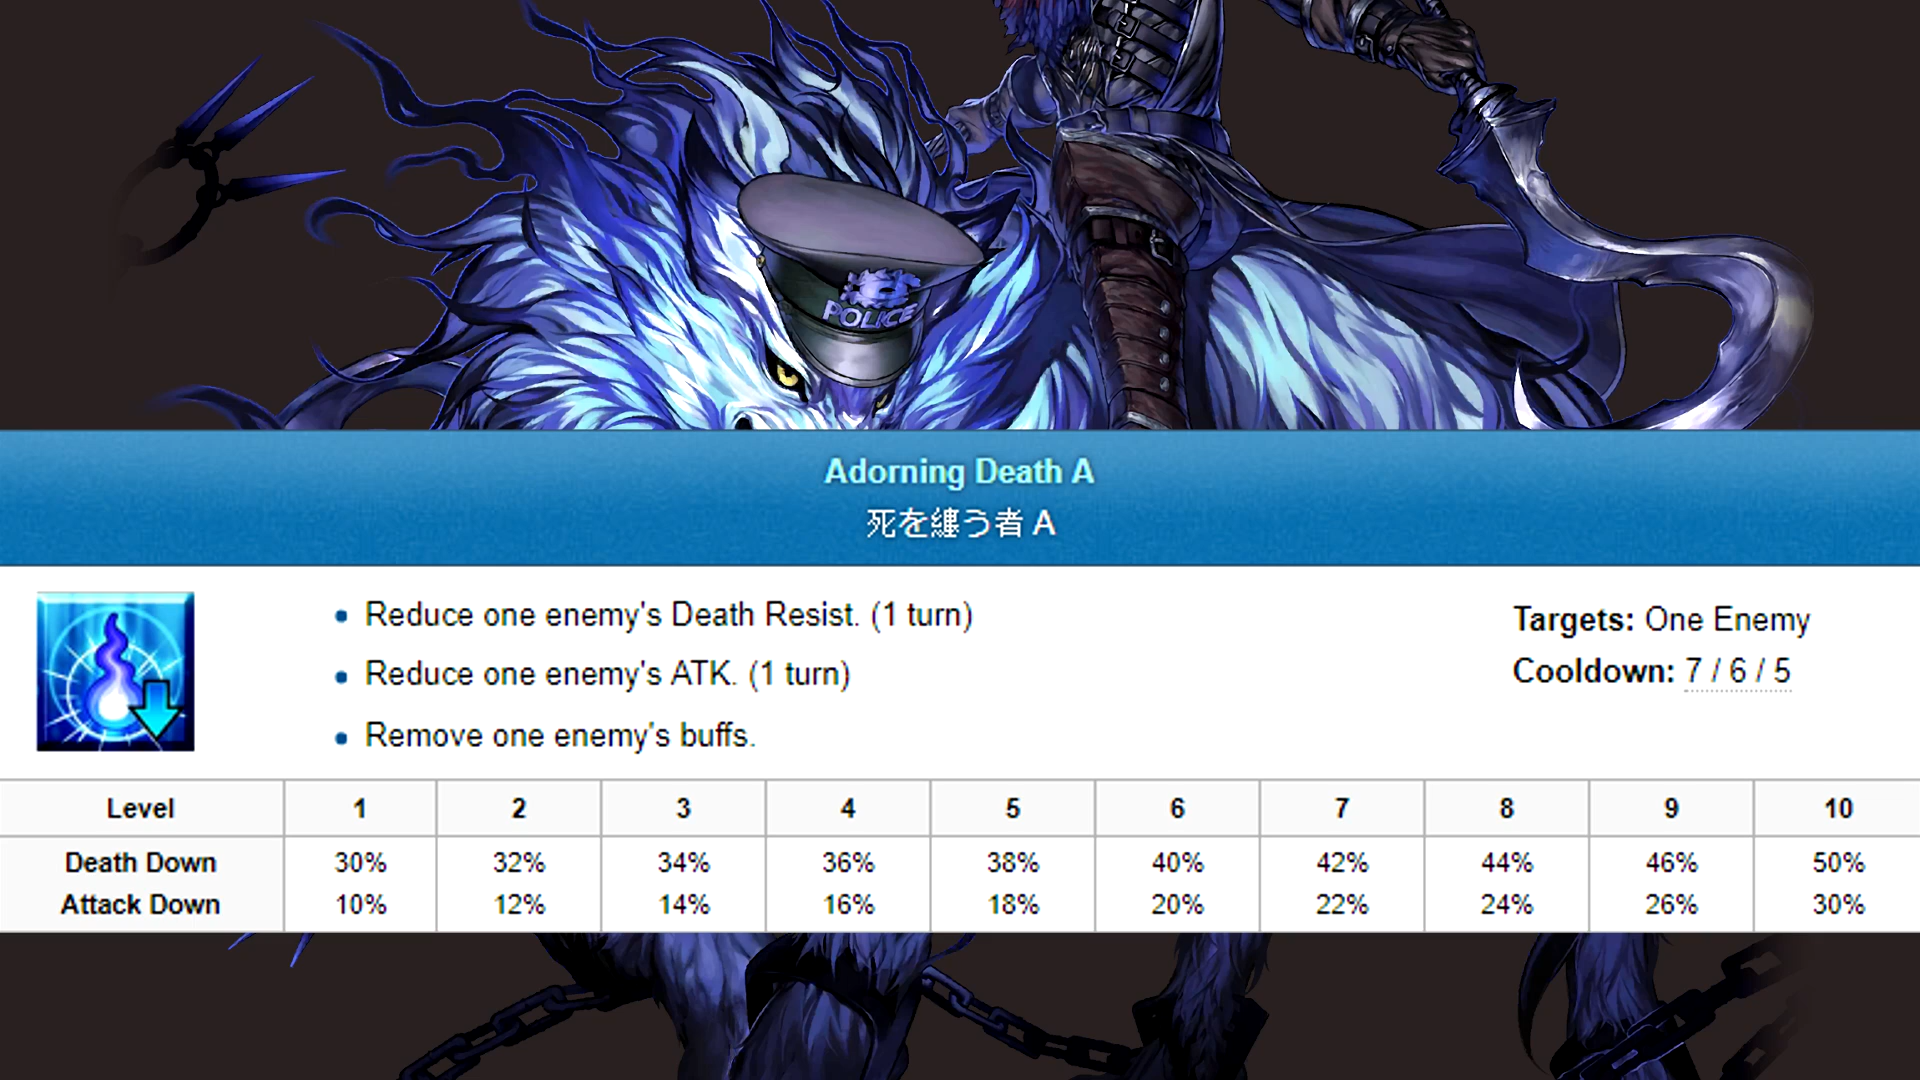 POLICE
Adorning Death A
死を纏う者 A
Reduce one enemy's Death Resist. (1 turn)
Reduce one enemy's ATK. (1 turn)
Remove one enemy's buffs.
Targets: One Enemy
Cooldown: 7 / 6 / 5
Level 1 2 3 4 5 6 7 8 9 10
Death Down 30% 32% 34% 36% 38% 40% 42% 44% 46% 50%
Attack Down 10% 12% 14% 16% 18% 20% 22% 24% 26% 30%